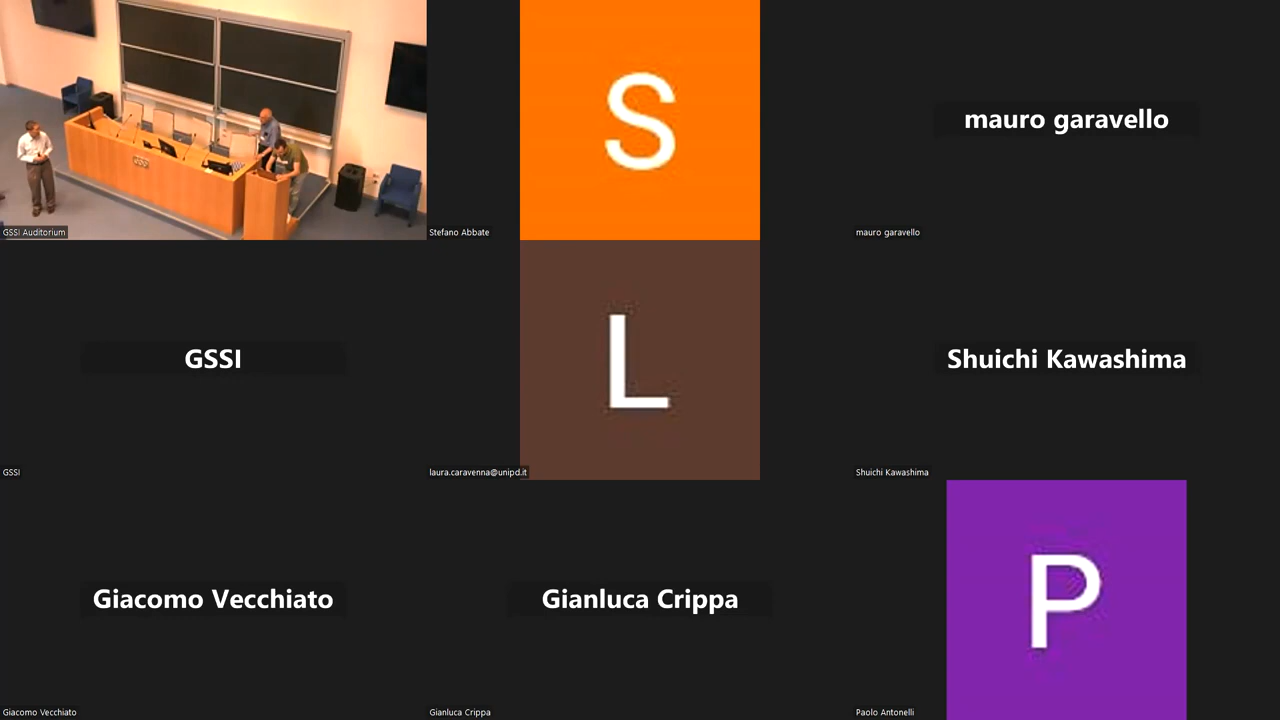 GSSI Auditorium
S
Stefano Abbate
mauro garavello
mauro garavello
GSSI
GSSI
L
laura.caravenna@unipd.it
Shuichi Kawashima
Shuichi Kawashima
Giacomo Vecchiato
Giacomo Vecchiato
Gianluca Crippa
Gianluca Crippa
P
Paolo Antonelli